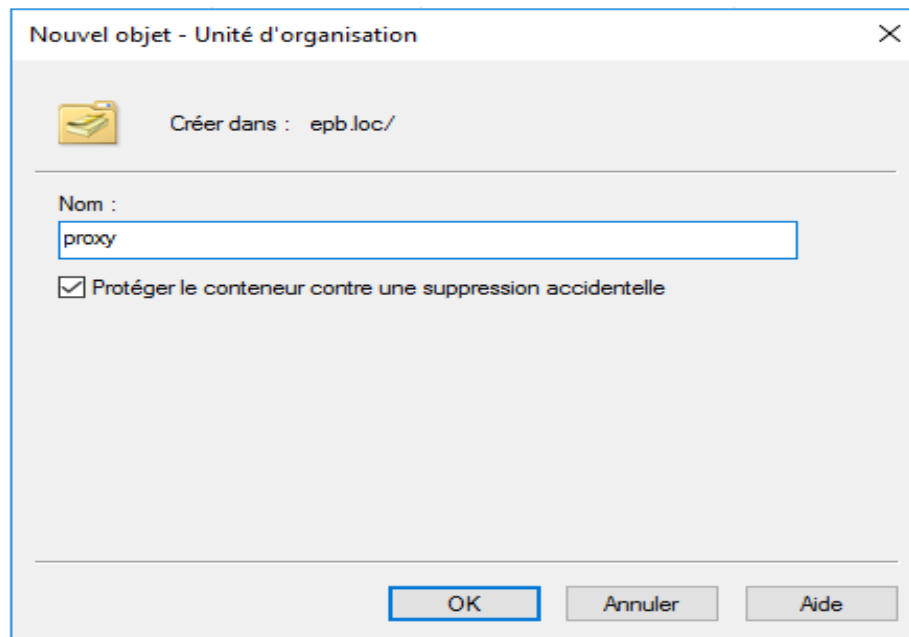 Nouvel objet - Unité d'organisation
Créer dans : epb.loc/
Nom :
proxy
Protéger le conteneur contre une suppression accidentelle
OK Annuler Aide